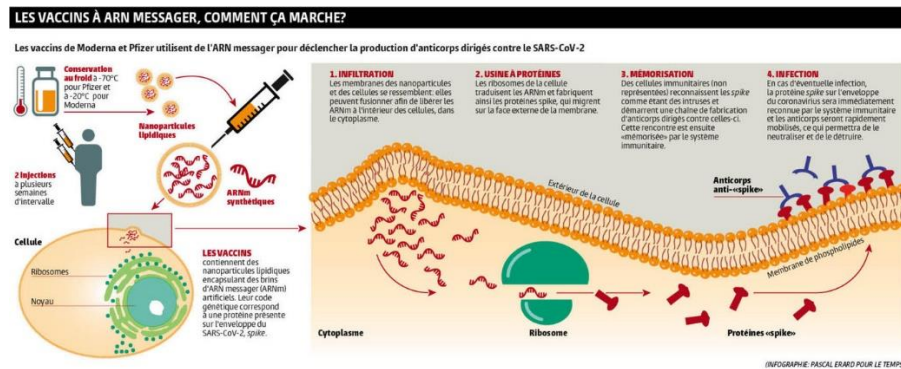 LES VACCINS À ARN MESSAGER, COMMENT ÇA MARCHE?
Les vaccins de Moderna et Pfizer utilisent de l'ARN messager pour déclencher la production d'anticorps dirigés contre le SARS-CoV-2
Conservation
au froid à -70°C
pour Pfizer et
à -20°C pour
Moderna
Nanoparticules
lipidiques
2 injections
à plusieurs
semaines
d'intervalle
ARNm
synthétiques
Cellule
Ribosomes
Noyau
LES VACCINS
contiennent des
nanoparticules lipidiques
encapsulant des brins
d'ARN messager (ARNm)
artificiels. Leur code
génétique correspond
à une protéine présente
sur l'enveloppe du
SARS-CoV-2, spike.
1. INFILTRATION
Les membranes des nanoparticules
et des cellules se ressemblent: elles
peuvent fusionner afin de libérer les
ARNm à l'intérieur des cellules, dans
le cytoplasme.
2. USINE À PROTÉINES
Les ribosomes de la cellule
traduisent les ARNm et fabriquent
ainsi les protéines spike, qui migrent
sur la face externe de la membrane.
3. MÉMORISATION
Des cellules immunitaires (non
représentées) reconnaissent les spike
comme étant des intruses et
démarrent une chaîne de fabrication
d'anticorps dirigés contre celles-ci.
Cette rencontre est ensuite
«mémorisée» par le système
immunitaire.
4. INFECTION
En cas d'éventuelle infection,
la protéine spike sur l'enveloppe
du coronavirus sera immédiatement
reconnue par le système immunitaire
et les anticorps seront rapidement
mobilisés, ce qui permettra de le
neutraliser et de le détruire.
Anticorps
anti-«spike»
Extérieur de la cellule
Membrane de phospholipides
Cytoplasme
Ribosome
Protéines «spike»
(INFOGRAPHIE: PASCAL ERARD POUR LE TEMPS